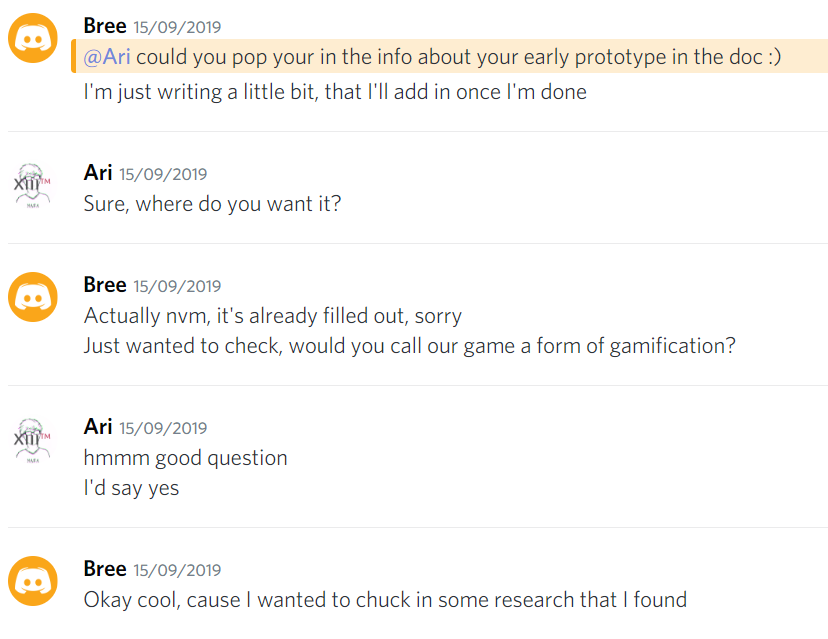 Bree 15/09/2019
@Ari could you pop your in the info about your early prototype in the doc :)
I'm just writing a little bit, that I'll add in once I'm done
XIII™
Ari 15/09/2019
Sure, where do you want it?
Bree 15/09/2019
Actually nvm, it's already filled out, sorry
Just wanted to check, would you call our game a form of gamification?
XIII™
Ari 15/09/2019
hmmm good question
I'd say yes
Bree 15/09/2019
Okay cool, cause I wanted to chuck in some research that I found